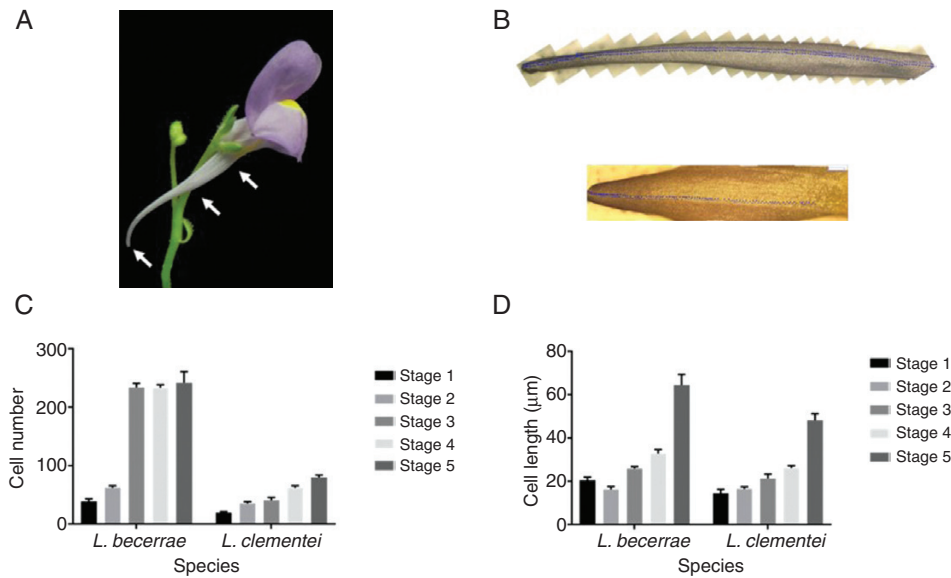 A
B
C
300
200
100
0
Cell number
L. becerrae
L. clementei
Species
Stage 1
Stage 2
Stage 3
Stage 4
Stage 5
D
80
60
40
20
0
Cell length (μm)
L. becerrae
L. clementei
Species
Stage 1
Stage 2
Stage 3
Stage 4
Stage 5